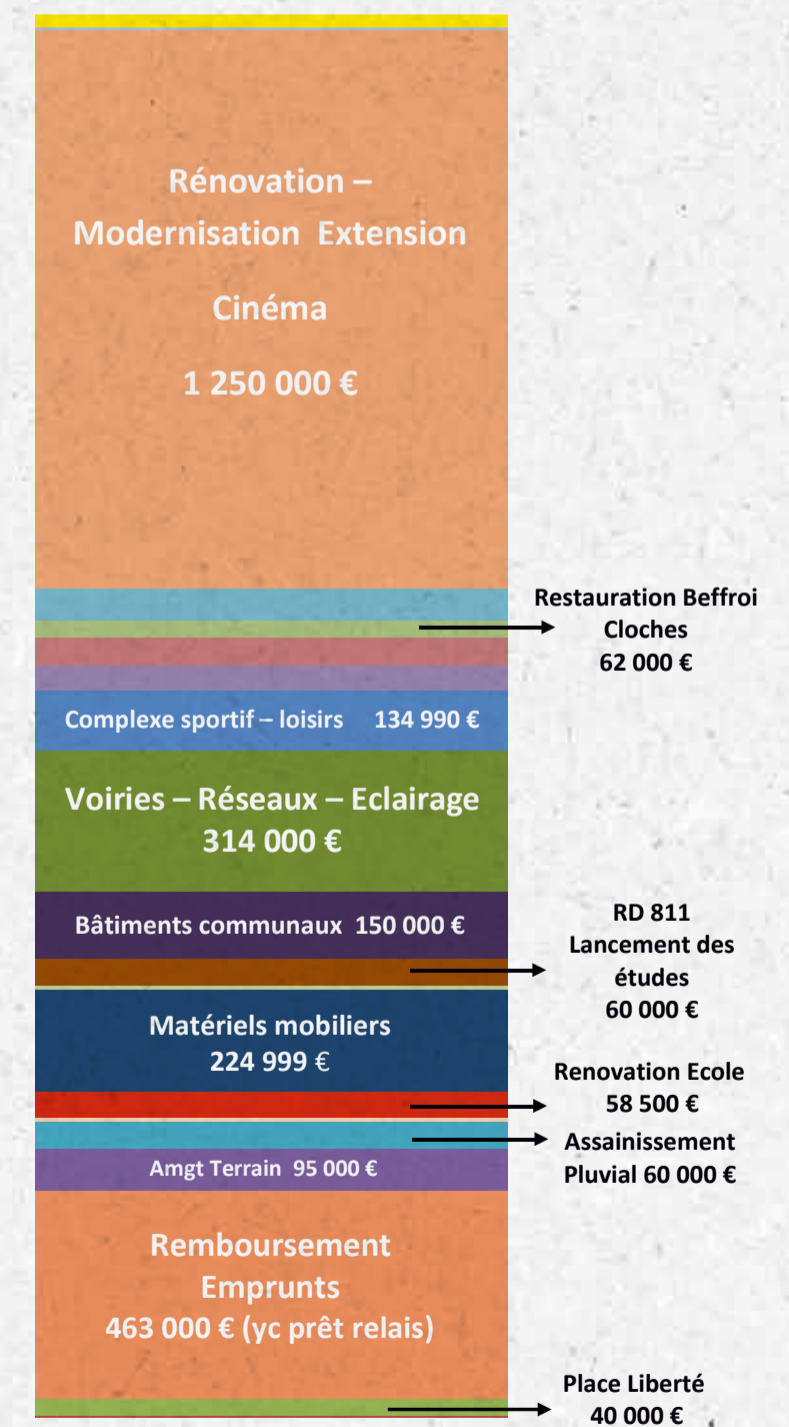 Rénovation –
Modernisation Extension
Cinéma
1 250 000 €
Restauration Beffroi
Cloches
62 000 €
Complexe sportif – loisirs 134 990 €
Voiries – Réseaux – Eclairage
314 000 €
Bâtiments communaux 150 000 €
RD 811
Lancement des
études
60 000 €
Matériels mobiliers
224 999 €
Renovation Ecole
58 500 €
Assainissement
Pluvial 60 000 €
Amgt Terrain 95 000 €
Remboursement
Emprunts
463 000 € (yc prêt relais)
Place Liberté
40 000 €